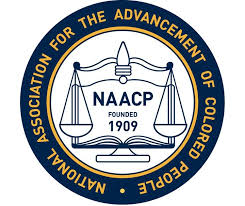 NATIONAL ASSOCIATION FOR THE ADVANCEMENT OF COLORED PEOPLE
NAACP
FOUNDED
1909